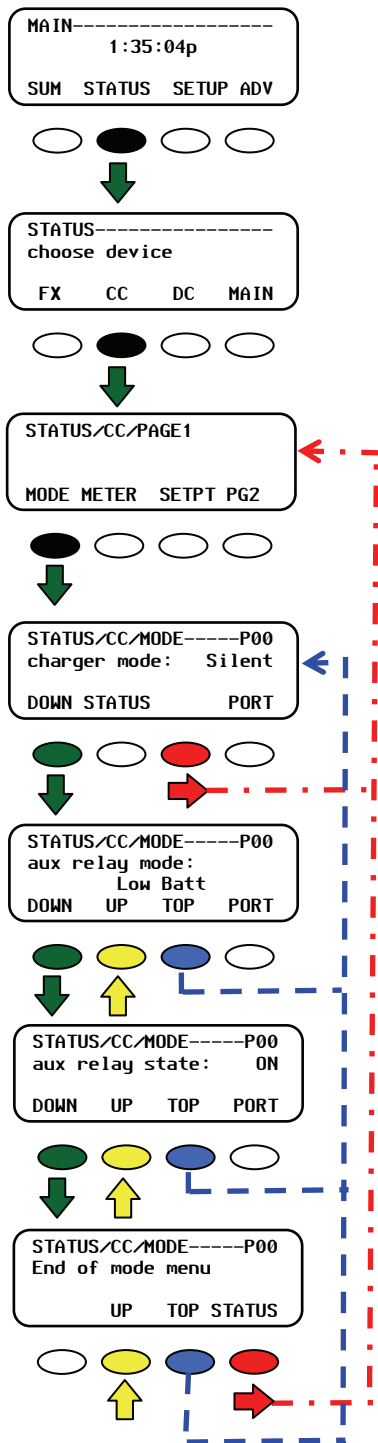 MAIN-------------------
1:35:04p
SUM STATUS SETUP ADV
STATUS-----------------
choose device
FX CC DC MAIN
STATUS/CC/PAGE1
MODE METER SETPT PG2
STATUS/CC/MODE-----P00
charger mode: Silent
DOWN STATUS PORT
STATUS/CC/MODE-----P00
aux relay mode:
Low Batt
DOWN UP TOP PORT
STATUS/CC/MODE-----P00
aux relay state: ON
DOWN UP TOP PORT
STATUS/CC/MODE-----P00
End of mode menu
UP TOP STATUS